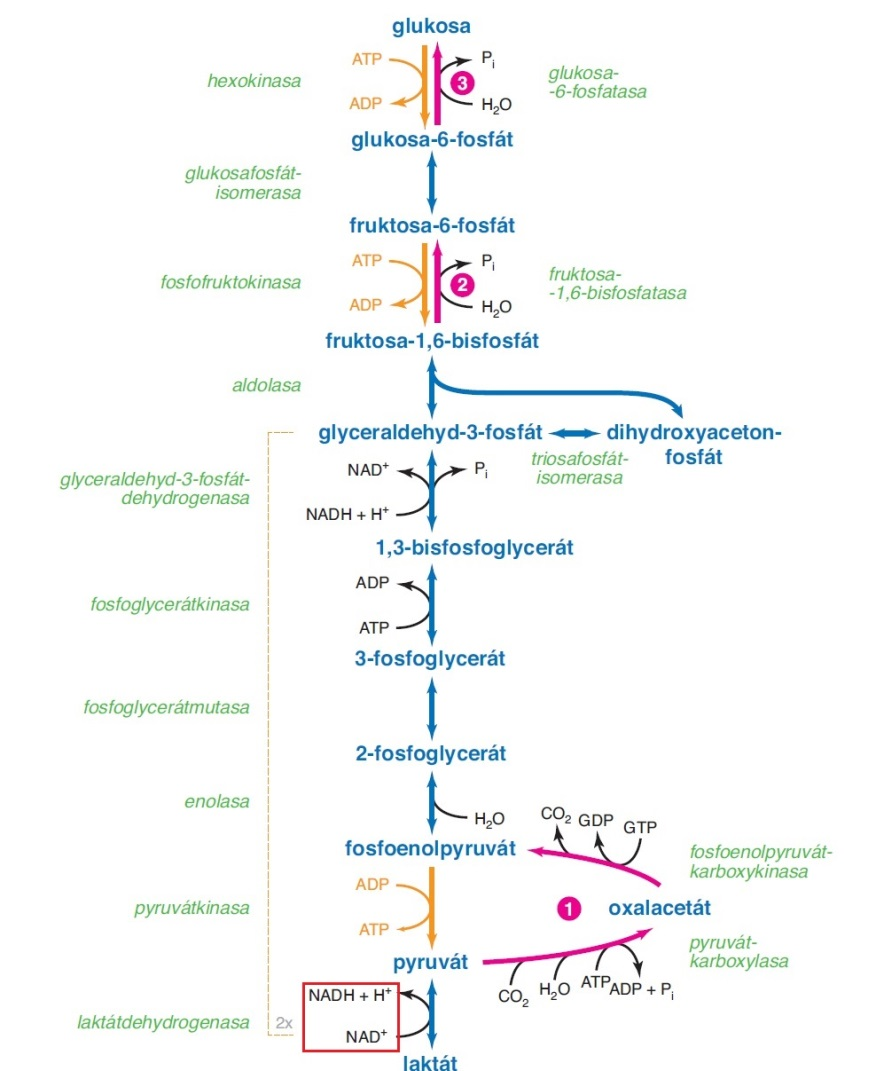 glukosa
ATP
Pi
hexokinasa
3
glukosa-
-6-fosfatasa
ADP
H2O
glukosa-6-fosfát
glukosafosfát-
isomerasa
fruktosa-6-fosfát
ATP
Pi
fosfofruktokinasa
2
fruktosa-
-1,6-bisfosfatasa
ADP
H2O
fruktosa-1,6-bisfosfát
aldolasa
glyceraldehyd-3-fosfát
dihydroxyaceton-
fosfát
triosafosfát-
isomerasa
NAD+
Pi
glyceraldehyd-3-fosfát-
dehydrogenasa
NADH + H+
1,3-bisfosfoglycerát
ADP
fosfoglycerátkinasa
ATP
3-fosfoglycerát
fosfoglycerátmutasa
2-fosfoglycerát
enolasa
H2O
CO2 GDP GTP
fosfoenolpyruvát
fosfoenolpyruvát-
karboxykinasa
ADP
pyruvátkinasa
1
oxalacetát
ATP
pyruvát-
karboxylasa
pyruvát
CO2 H2O ATP ADP + Pi
NADH + H+
laktátdehydrogenasa
2x
NAD+
laktát